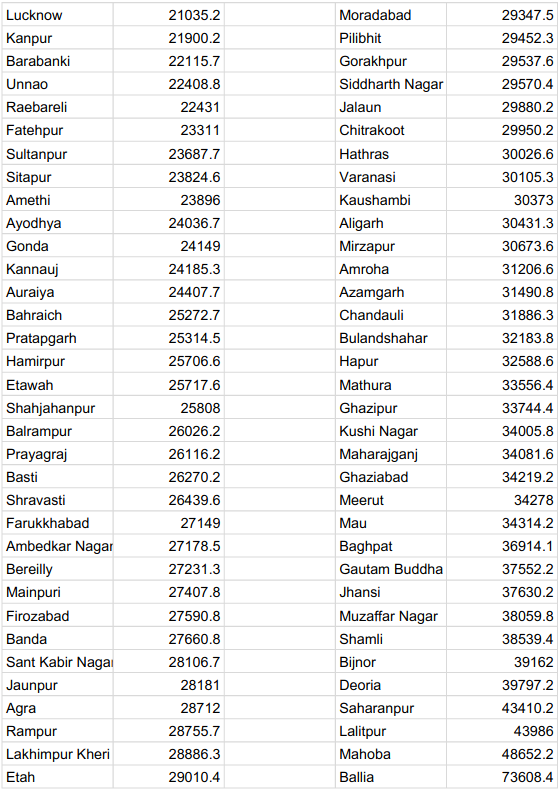 Lucknow 21035.2 Moradabad 29347.5
Kanpur 21900.2 Pilibhit 29452.3
Barabanki 22115.7 Gorakhpur 29537.6
Unnao 22408.8 Siddharth Nagar 29570.4
Raebareli 22431 Jalaun 29880.2
Fatehpur 23311 Chitrakoot 29950.2
Sultanpur 23687.7 Hathras 30026.6
Sitapur 23824.6 Varanasi 30105.3
Amethi 23896 Kaushambi 30373
Ayodhya 24036.7 Aligarh 30431.3
Gonda 24149 Mirzapur 30673.6
Kannauj 24185.3 Amroha 31206.6
Auraiya 24407.7 Azamgarh 31490.8
Bahraich 25272.7 Chandauli 31886.3
Pratapgarh 25314.5 Bulandshahar 32183.8
Hamirpur 25706.6 Hapur 32588.6
Etawah 25717.6 Mathura 33556.4
Shahjahanpur 25808 Ghazipur 33744.4
Balrampur 26026.2 Kushi Nagar 34005.8
Prayagraj 26116.2 Maharajganj 34081.6
Basti 26270.2 Ghaziabad 34219.2
Shravasti 26439.6 Meerut 34278
Farukkhabad 27149 Mau 34314.2
Ambedkar Nagar 27178.5 Baghpat 36914.1
Bereilly 27231.3 Gautam Buddha 37552.2
Mainpuri 27407.8 Jhansi 37630.2
Firozabad 27590.8 Muzaffar Nagar 38059.8
Banda 27660.8 Shamli 38539.4
Sant Kabir Nagar 28106.7 Bijnor 39162
Jaunpur 28181 Deoria 39797.2
Agra 28712 Saharanpur 43410.2
Rampur 28755.7 Lalitpur 43986
Lakhimpur Kheri 28886.3 Mahoba 48652.2
Etah 29010.4 Ballia 73608.4